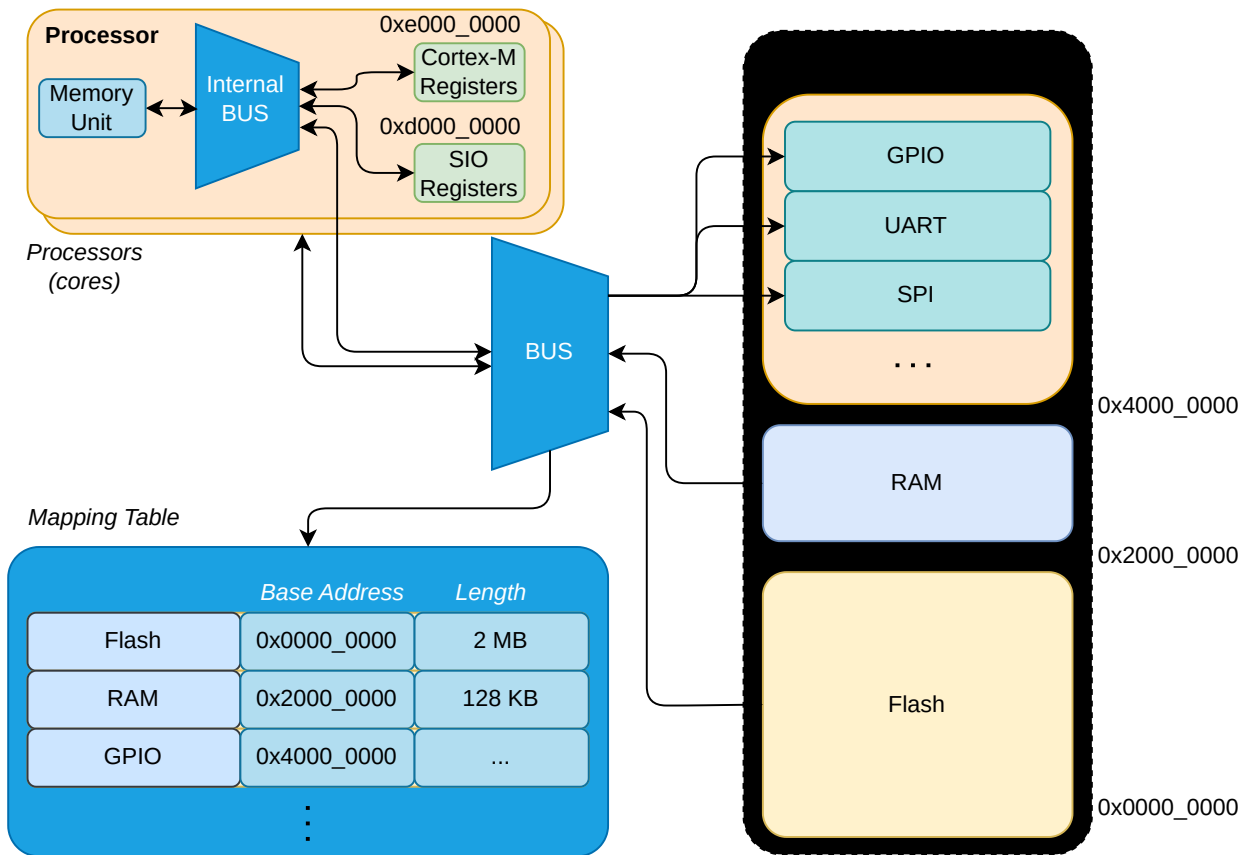 Processor
Memory
Unit
Internal
BUS
0xe000_0000
Cortex-M
Registers
0xd000_0000
SIO
Registers
Processors
(cores)
BUS
GPIO
UART
SPI
. . .
0x4000_0000
RAM
0x2000_0000
Flash
0x0000_0000
Mapping Table
Base Address Length
Flash 0x0000_0000 2 MB
RAM 0x2000_0000 128 KB
GPIO 0x4000_0000 ...
. . .